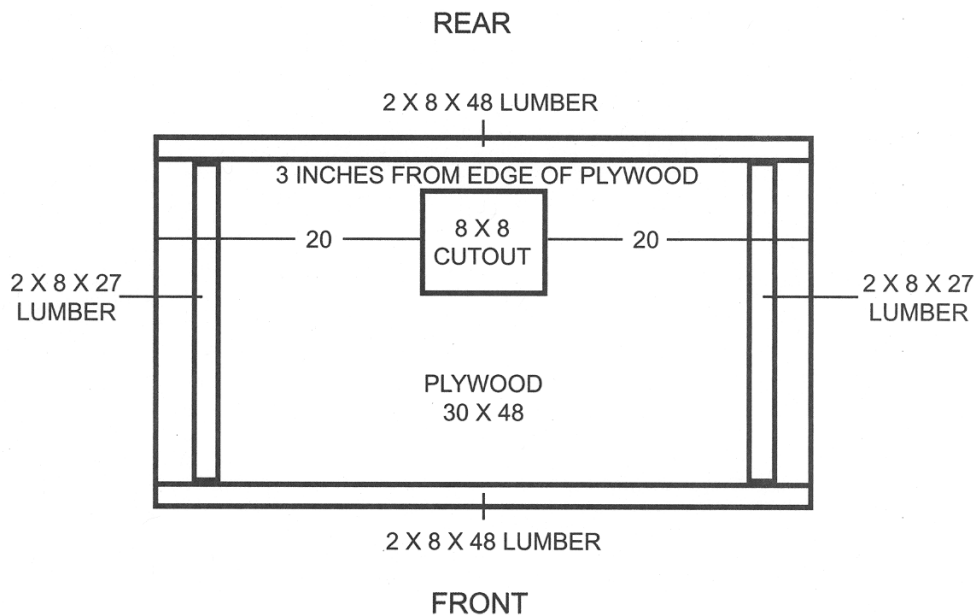 REAR
2 X 8 X 48 LUMBER
3 INCHES FROM EDGE OF PLYWOOD
20
8 X 8
CUTOUT
20
2 X 8 X 27
LUMBER
2 X 8 X 27
LUMBER
PLYWOOD
30 X 48
2 X 8 X 48 LUMBER
FRONT